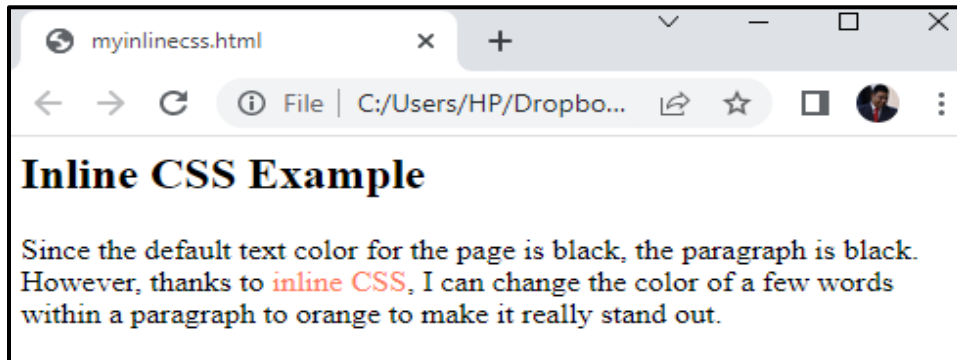 myinlinecss.html
File | C:/Users/HP/Dropbo...
Inline CSS Example
Since the default text color for the page is black, the paragraph is black.
However, thanks to inline CSS, I can change the color of a few words
within a paragraph to orange to make it really stand out.